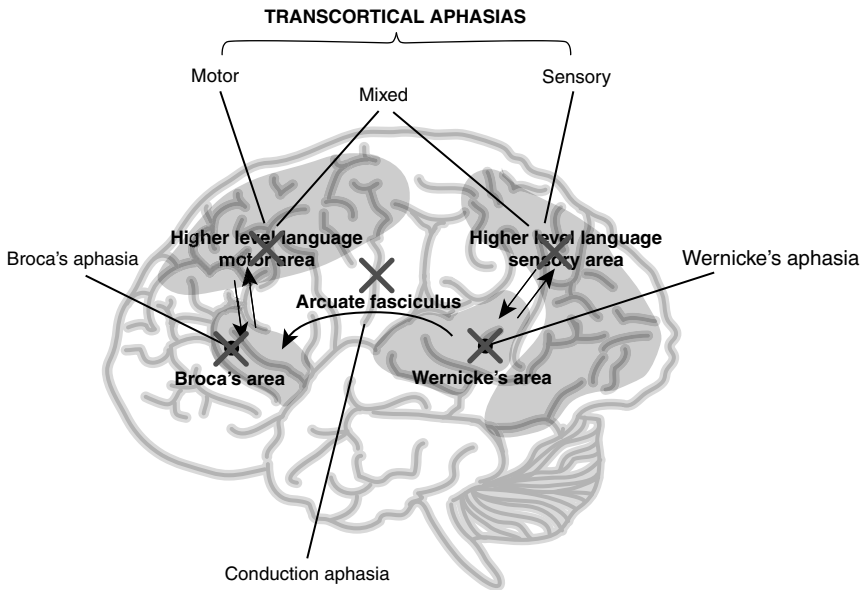 TRANSCORTICAL APHASIAS
Motor
Mixed
Sensory
Higher level language
motor area
Higher level language
sensory area
Broca's aphasia
Wernicke's aphasia
Arcuate fasciculus
Broca's area
Wernicke's area
Conduction aphasia